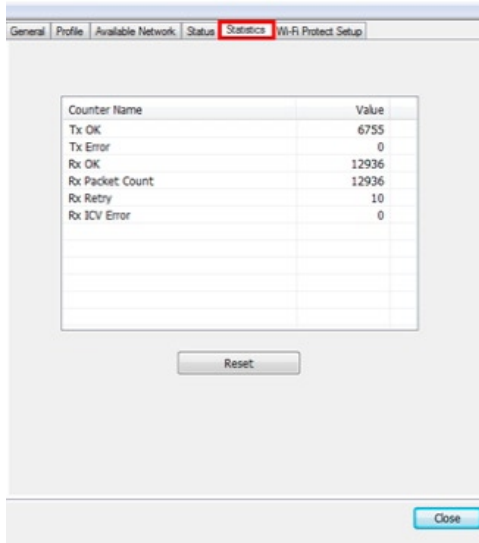 General Profile Available Network Status Statistics Wi-Fi Protect Setup
Counter Name Value
Tx OK 6755
Tx Error 0
Rx OK 12936
Rx Packet Count 12936
Rx Retry 10
Rx ICV Error 0
Reset
Close